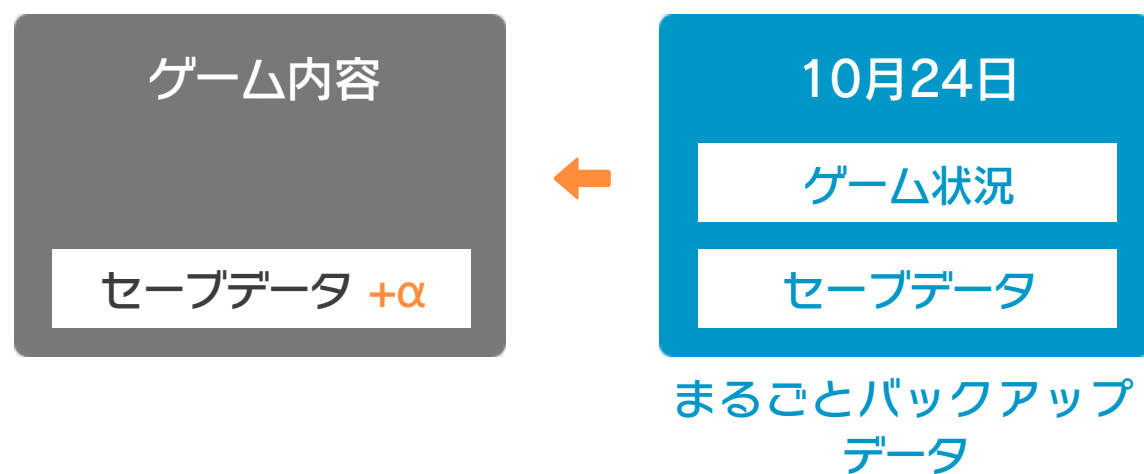 ゲーム内容
セーブデータ +α
10月24日
ゲーム状況
セーブデータ
まるごとバックアップ
データ